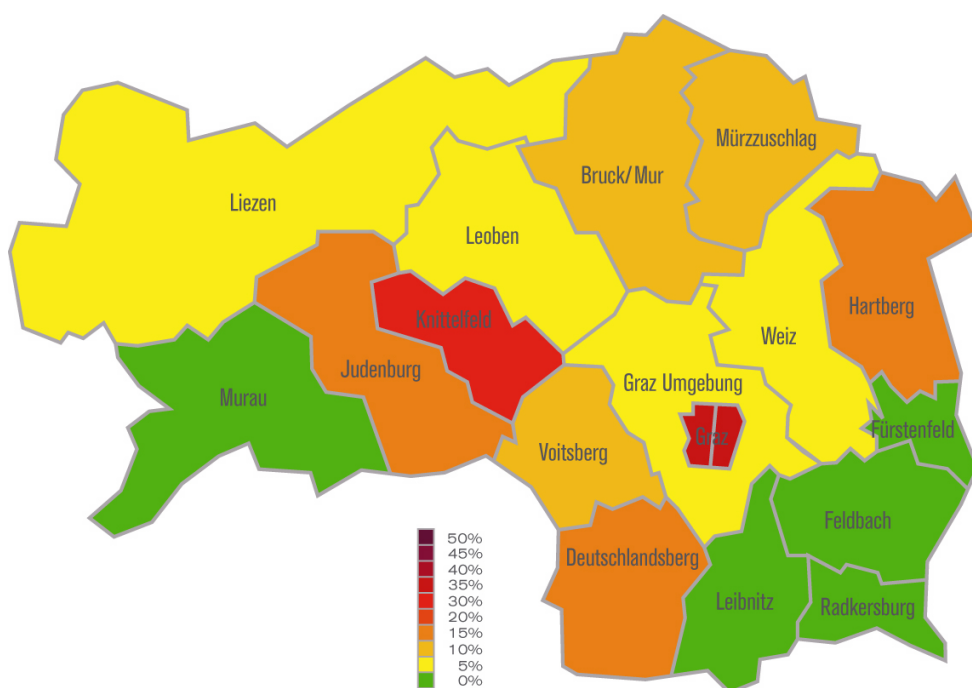 Mürzzuschlag
Bruck/Mur
Liezen
Leoben
Hartberg
Knittelfeld
Weiz
Judenburg
Graz Umgebung
Murau
Graz
Fürstenfeld
Voitsberg
Feldbach
Deutschlandsberg
Leibnitz
Radkersburg
50%
45%
40%
35%
30%
20%
15%
10%
5%
0%